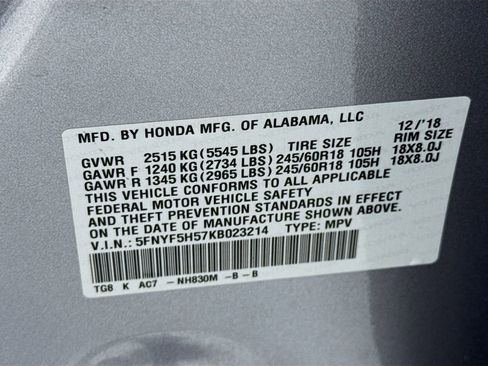 MFD. BY HONDA MFG. OF ALABAMA, LLC 12/'18
GVWR 2515 KG (5545 LBS) TIRE SIZE RIM SIZE
GAWR F 1240 KG (2734 LBS) 245/60R18 105H 18X8.0J
GAWR R 1345 KG (2965 LBS) 245/60R18 105H 18X8.0J
THIS VEHICLE CONFORMS TO ALL APPLICABLE
FEDERAL MOTOR VEHICLE SAFETY
AND THEFT PREVENTION STANDARDS IN EFFECT
ON THE DATE OF MANUFACTURE SHOWN ABOVE.
V.I.N.: 5FNYF5H57KB023214 TYPE: MPV
TG8 K AC7 -NH830M -B -B